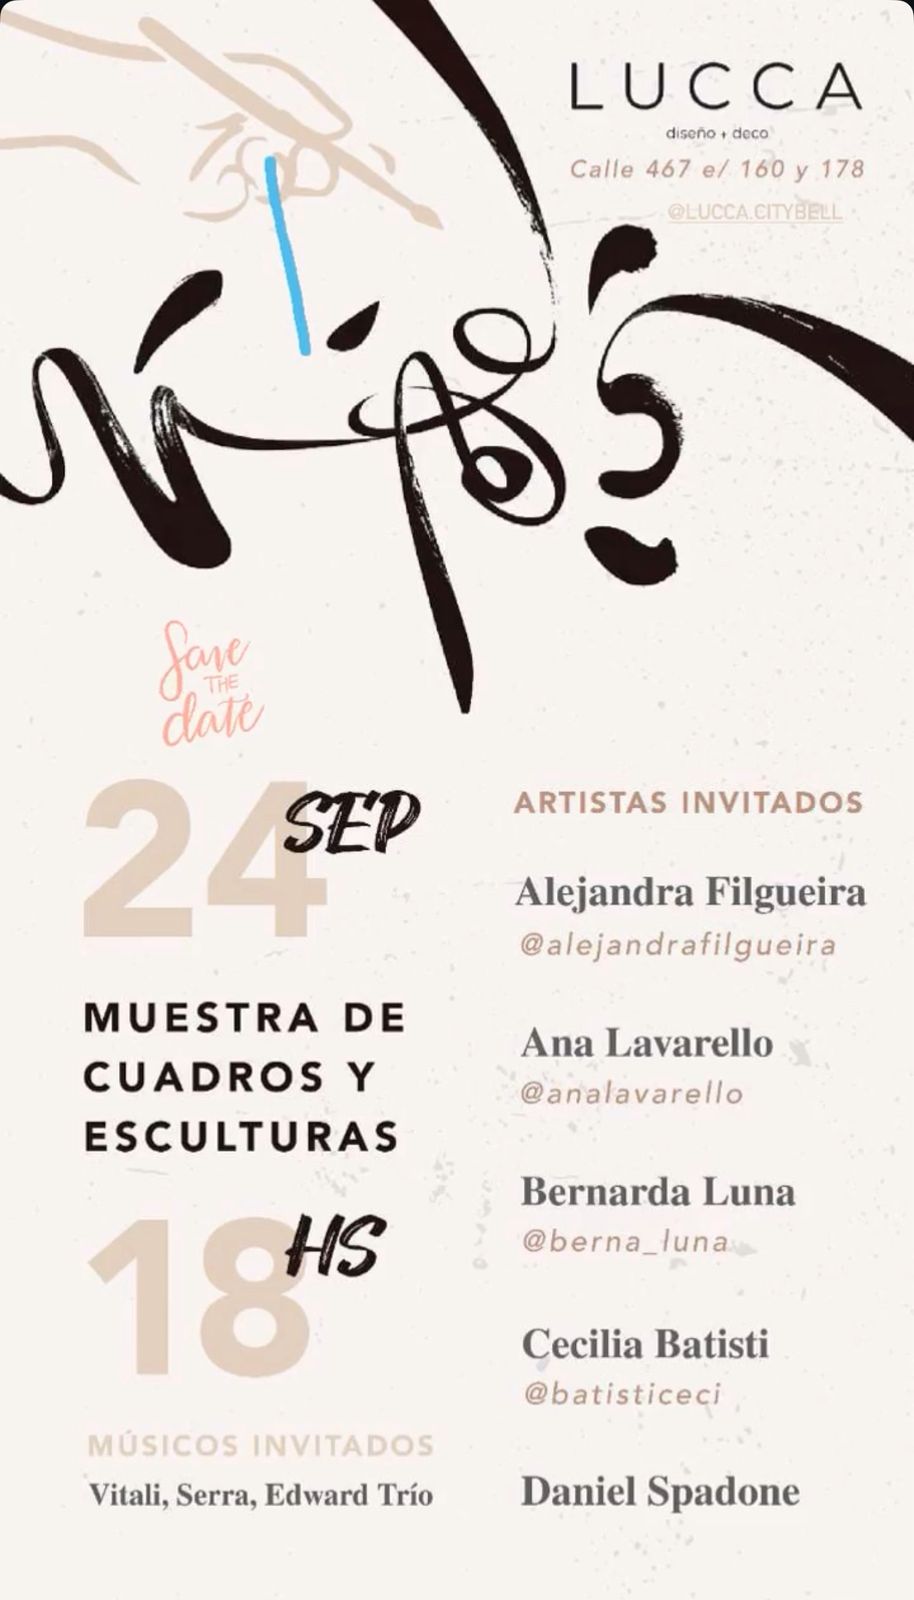 LUCCA
diseño + deco
Calle 467 e/ 160 y 178
@LUCCA.CITYBELL
Save
THE
date
24 SEP
MUESTRA DE
CUADROS Y
ESCULTURAS
18 HS
MÚSICOS INVITADOS
Vitali, Serra, Edward Trío
ARTISTAS INVITADOS
Alejandra Filgueira
@alejandrafilgueira
Ana Lavarello
@analavarello
Bernarda Luna
@berna_luna
Cecilia Batisti
@batisticeci
Daniel Spadone